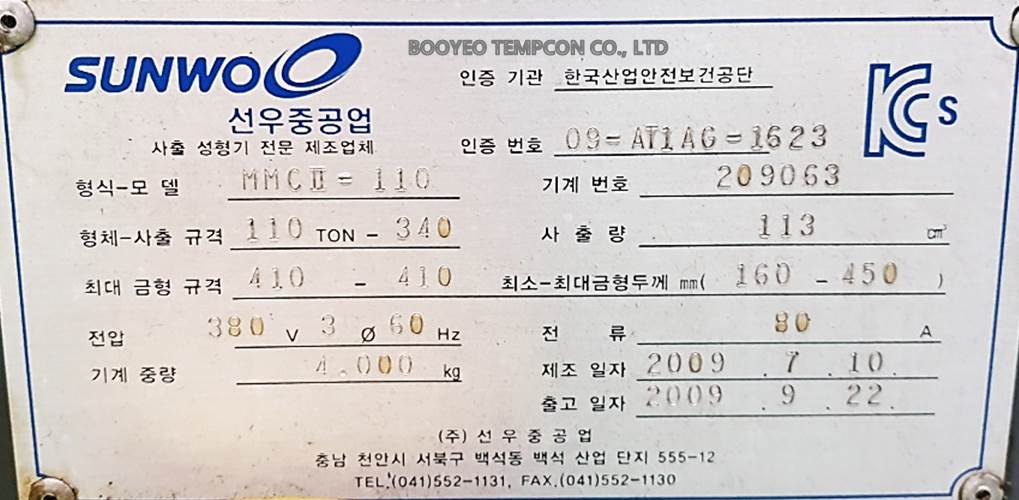 BOOYEO TEMPCON CO., LTD
SUNWOO
선우중공업
사출 성형기 전문 제조업체
인증 기관 한국산업안전보건공단
KCs
인증 번호 09=AT1AG=1623
형식-모 델 MMCⅡ=110
기계 번호 209063
형체-사출 규격 110 TON - 340
사 출 량 113 ㎤
최대 금형 규격 410 - 410
최소-최대금형두께 mm( 160 - 450 )
전압 380 V 3 Ø 60 Hz
전 류 80 A
기계 중량 4.000 kg
제조 일자 2009 . 7 . 10 .
출고 일자 2009 . 9 . 22 .
(주) 선 우 중 공 업
충남 천안시 서북구 백석동 백석 산업 단지 555-12
TEL.(041)552-1131, FAX.(041)552-1130